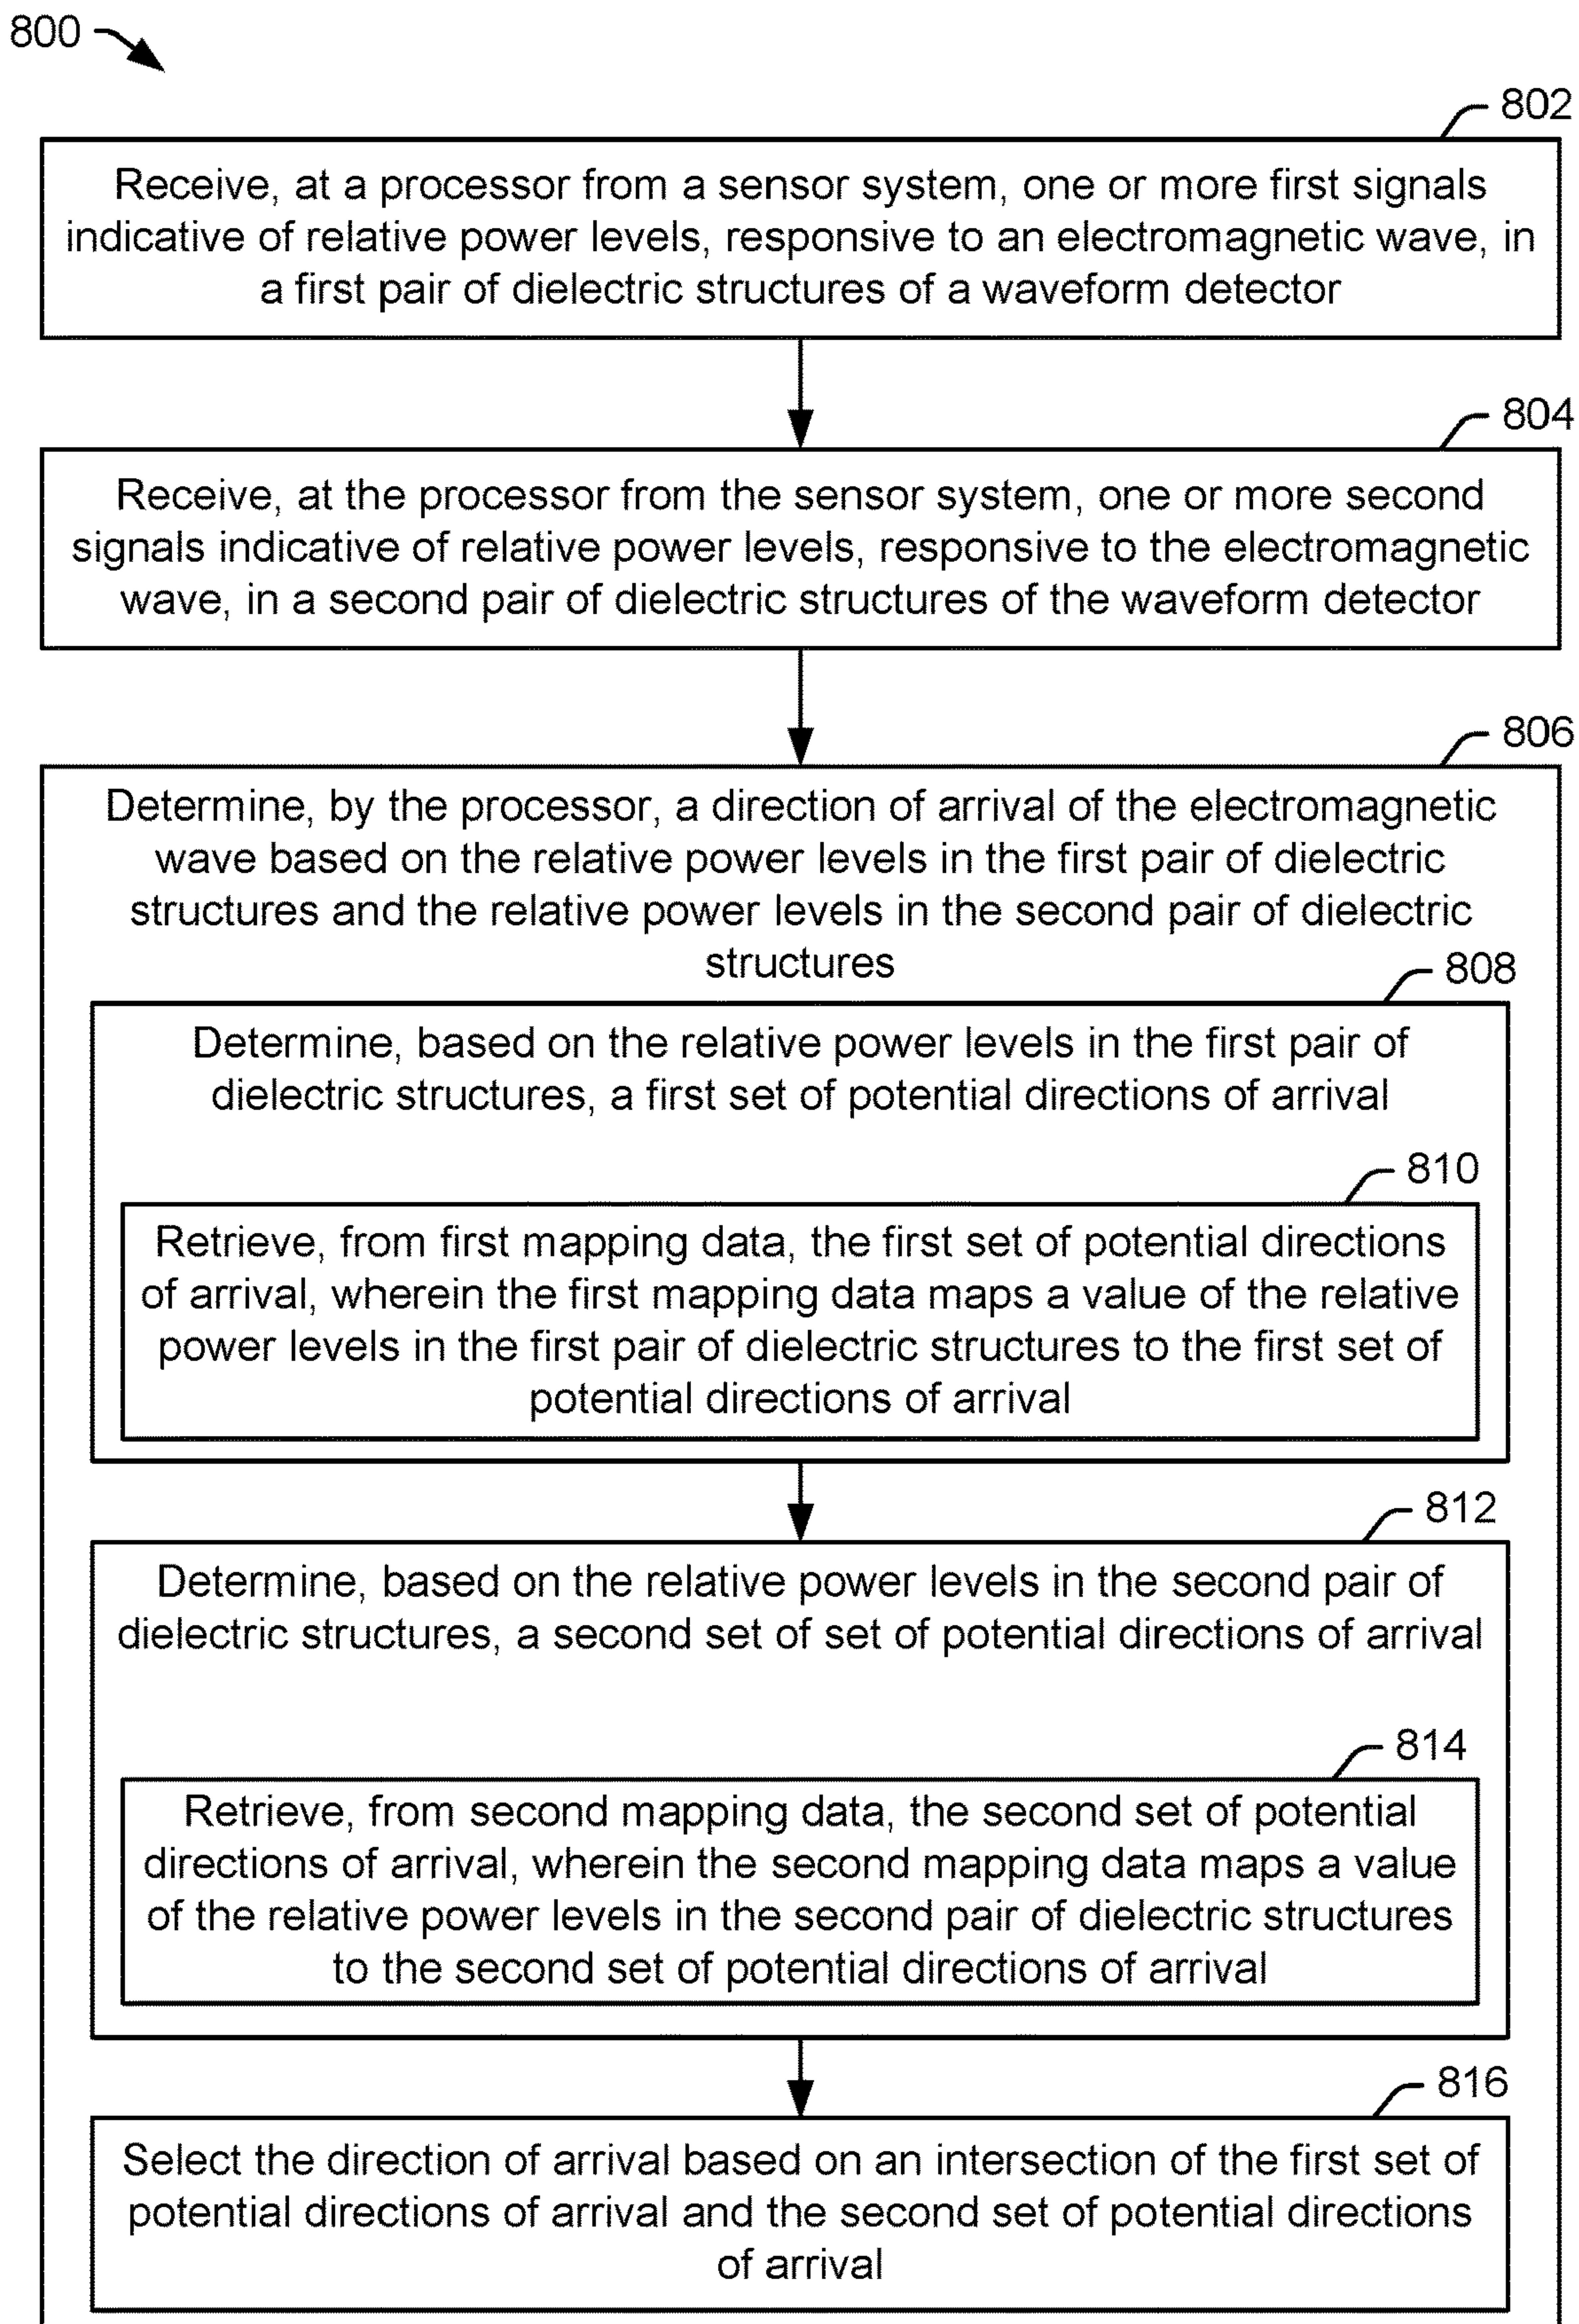 800
802
Receive, at a processor from a sensor system, one or more first signals
indicative of relative power levels, responsive to an electromagnetic wave, in
a first pair of dielectric structures of a waveform detector
804
Receive, at the processor from the sensor system, one or more second
signals indicative of relative power levels, responsive to the electromagnetic
wave, in a second pair of dielectric structures of the waveform detector
806
Determine, by the processor, a direction of arrival of the electromagnetic
wave based on the relative power levels in the first pair of dielectric
structures and the relative power levels in the second pair of dielectric
structures
808
Determine, based on the relative power levels in the first pair of
dielectric structures, a first set of potential directions of arrival
810
Retrieve, from first mapping data, the first set of potential directions
of arrival, wherein the first mapping data maps a value of the relative
power levels in the first pair of dielectric structures to the first set of
potential directions of arrival
812
Determine, based on the relative power levels in the second pair of
dielectric structures, a second set of set of potential directions of arrival
814
Retrieve, from second mapping data, the second set of potential
directions of arrival, wherein the second mapping data maps a value
of the relative power levels in the second pair of dielectric structures
to the second set of potential directions of arrival
816
Select the direction of arrival based on an intersection of the first set of
potential directions of arrival and the second set of potential directions
of arrival